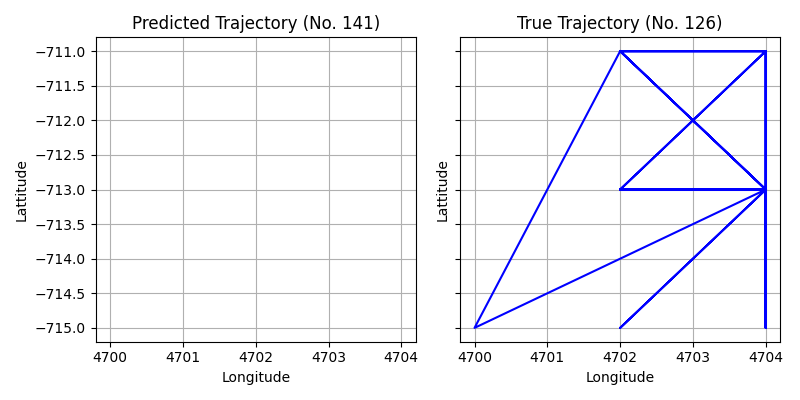 Predicted Trajectory (No. 141)
True Trajectory (No. 126)
−711.0
−711.5
−712.0
−712.5
−713.0
−713.5
−714.0
−714.5
−715.0
Lattitude
Lattitude
4700 4701 4702 4703 4704
4700 4701 4702 4703 4704
Longitude
Longitude